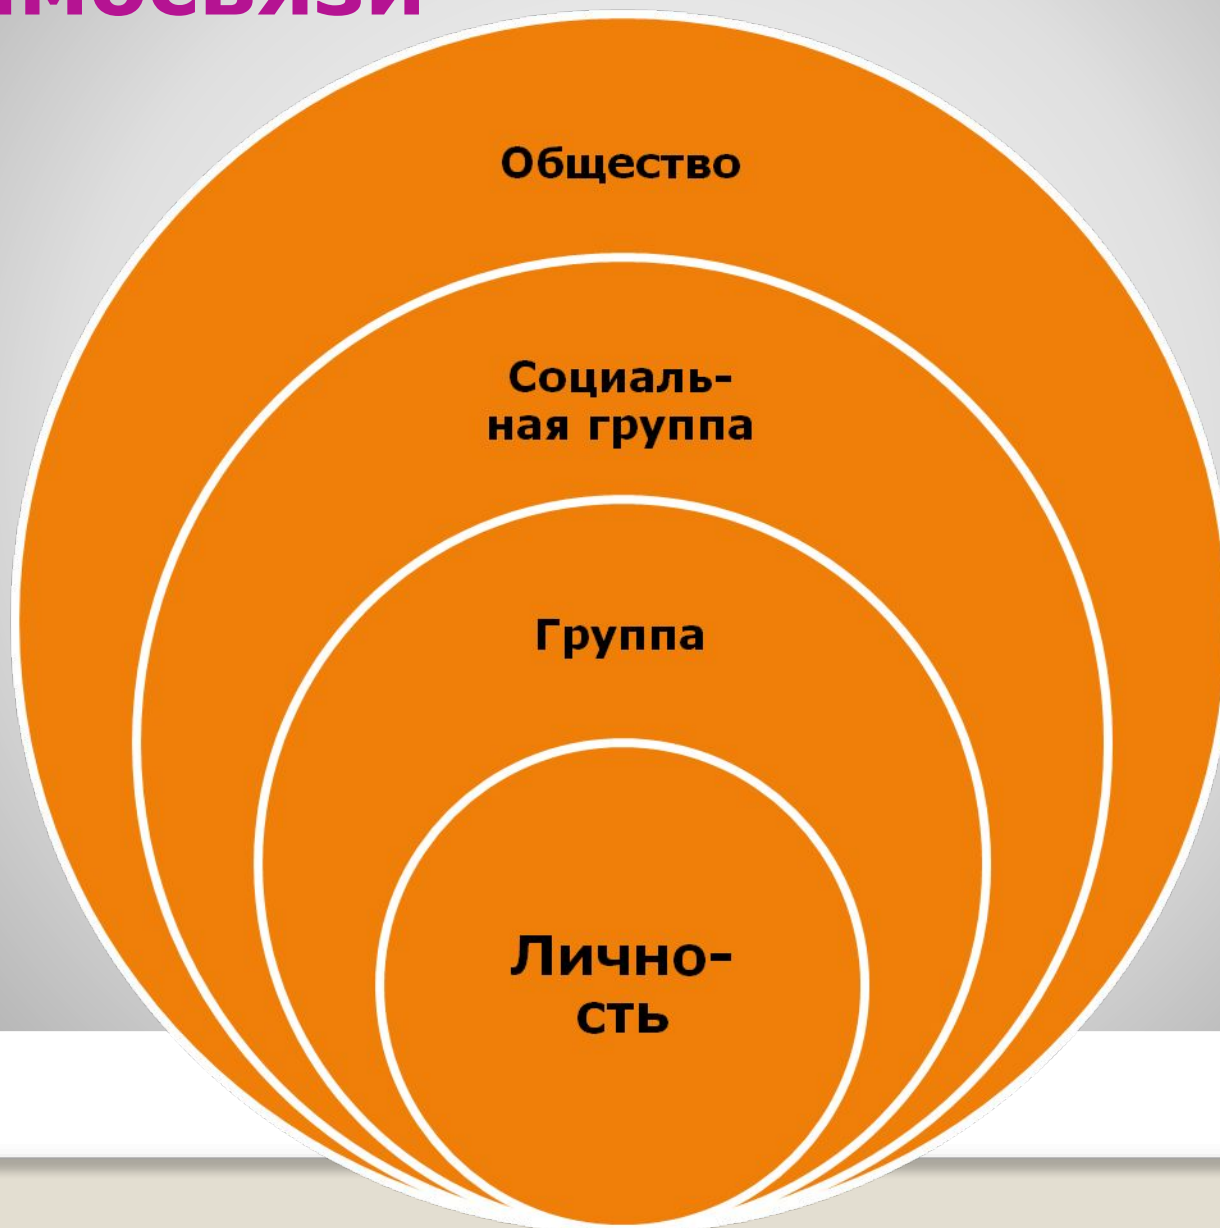 Общество
Социаль-
ная группа
Группа
Лично-
сть